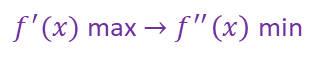 f′(x) max → f′′(x) min